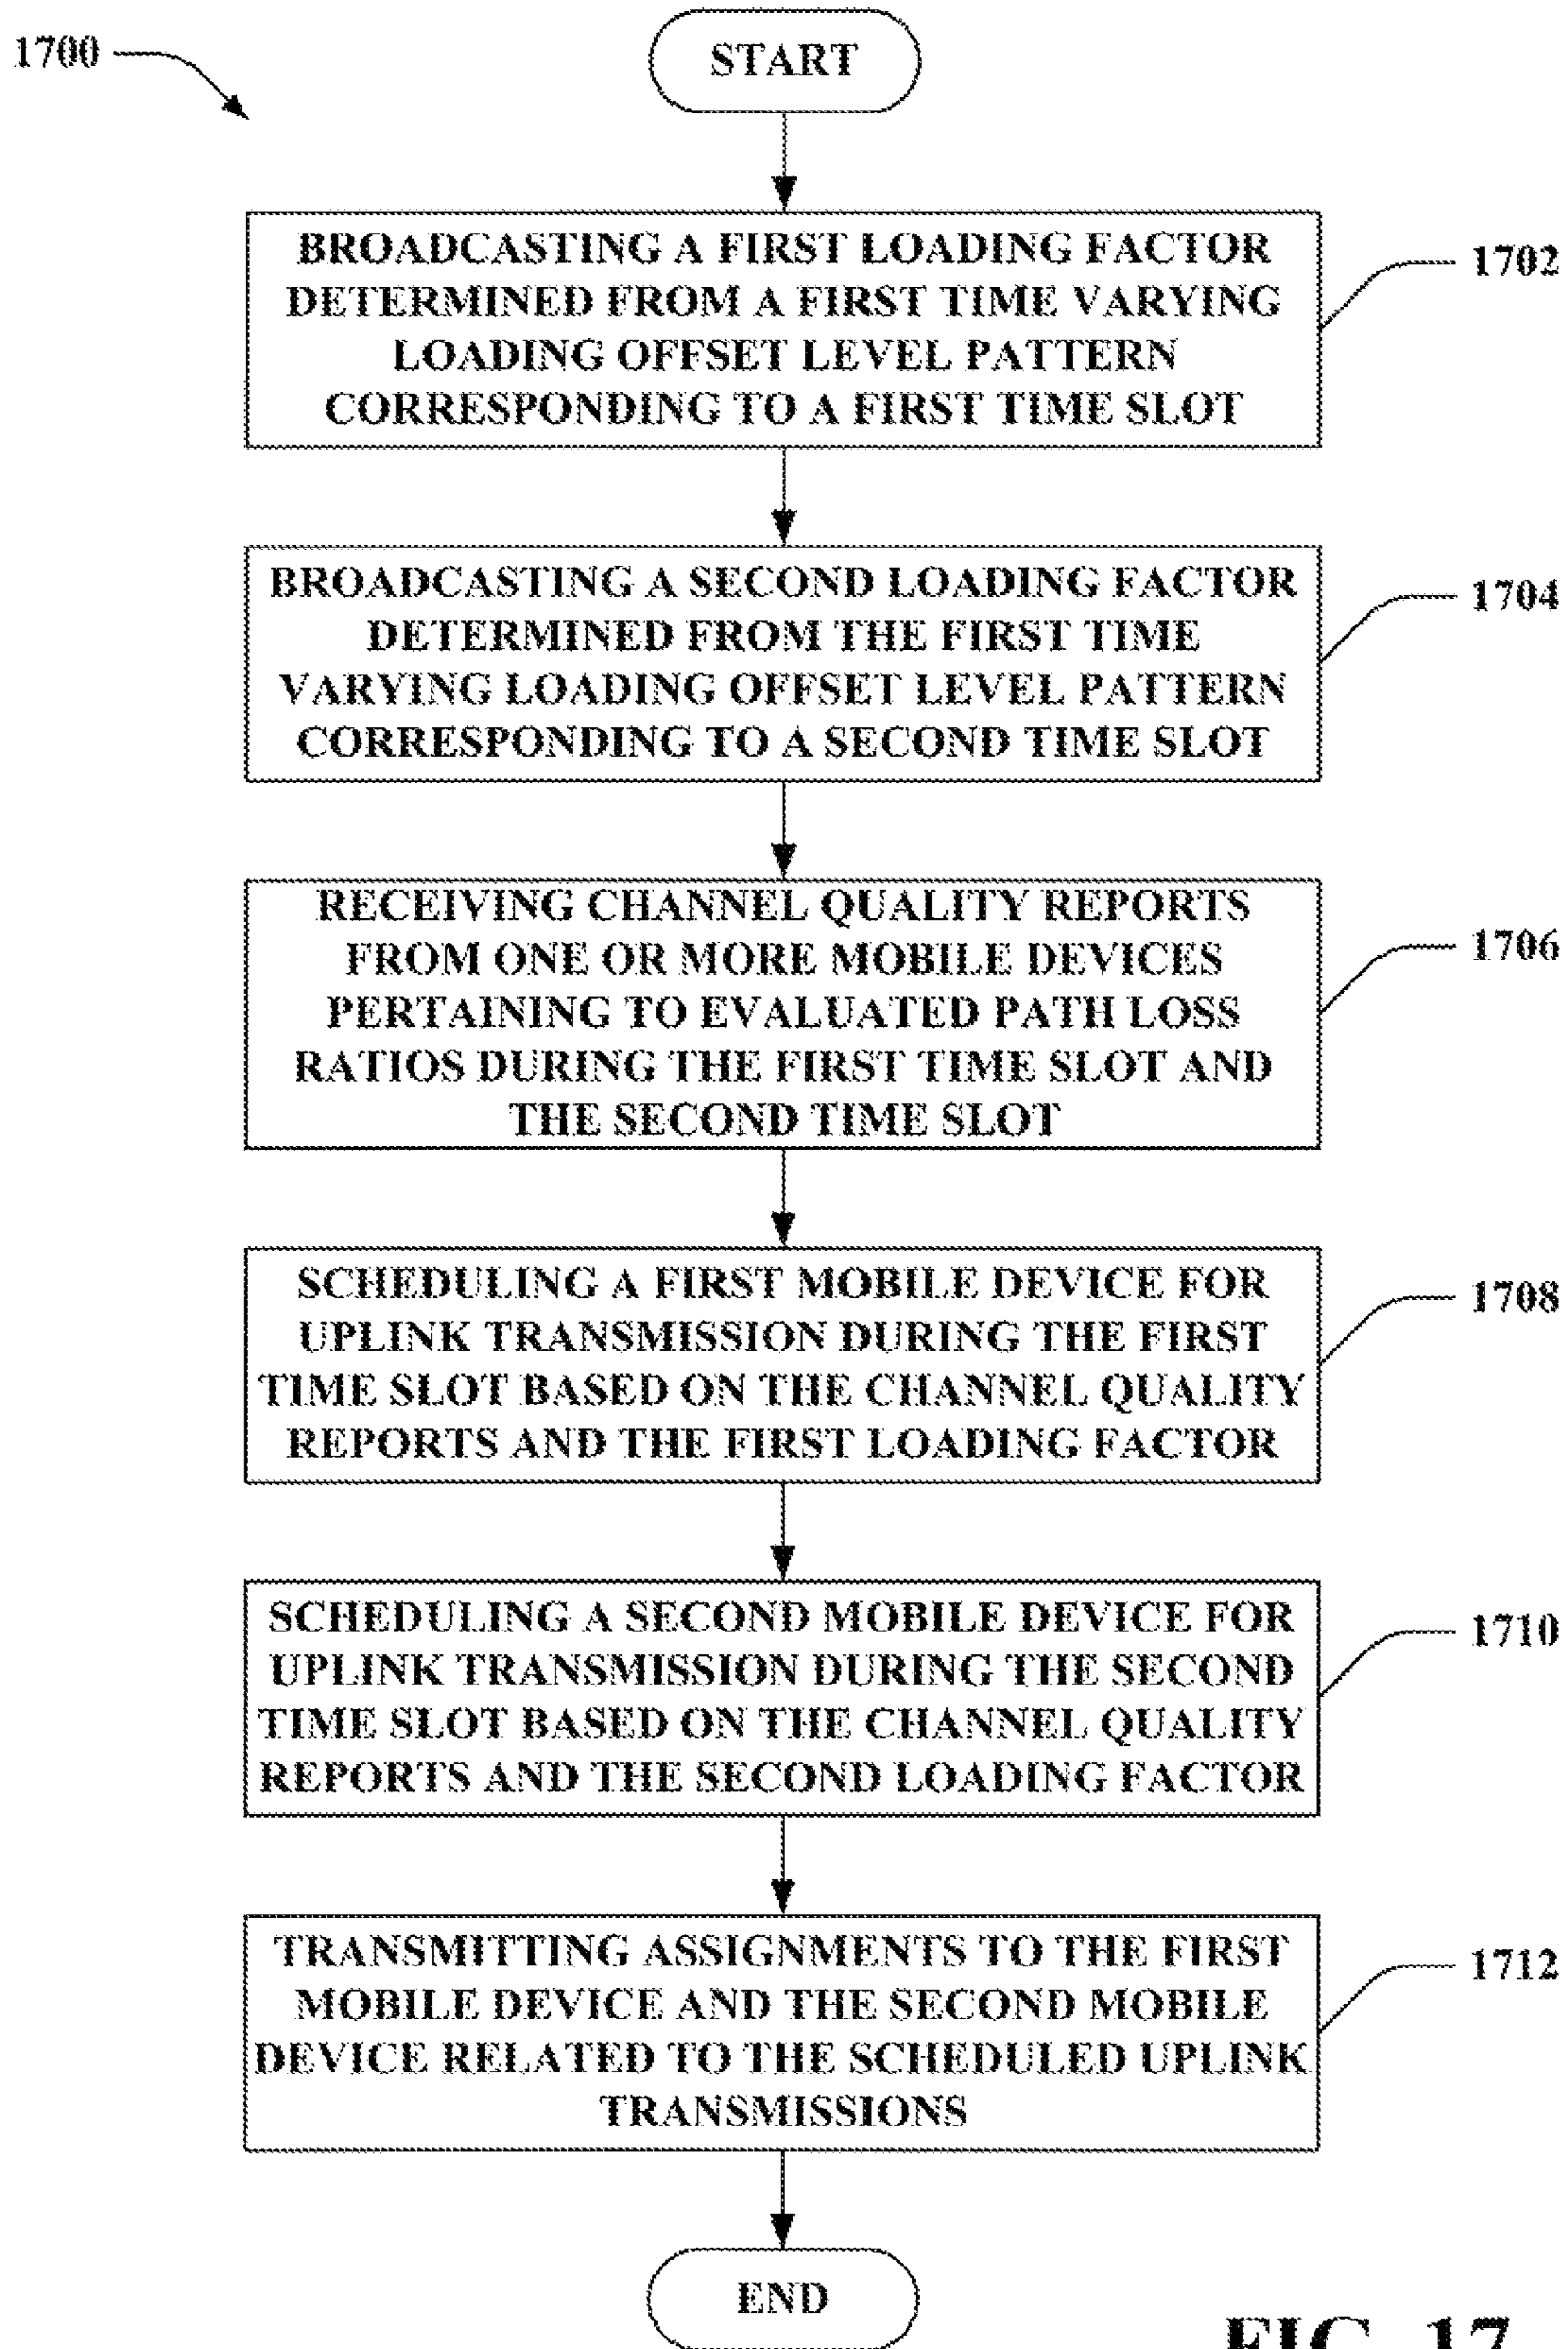 1700
START
BROADCASTING A FIRST LOADING FACTOR
DETERMINED FROM A FIRST TIME VARYING
LOADING OFFSET LEVEL PATTERN
CORRESPONDING TO A FIRST TIME SLOT
1702
BROADCASTING A SECOND LOADING FACTOR
DETERMINED FROM THE FIRST TIME
VARYING LOADING OFFSET LEVEL PATTERN
CORRESPONDING TO A SECOND TIME SLOT
1704
RECEIVING CHANNEL QUALITY REPORTS
FROM ONE OR MORE MOBILE DEVICES
PERTAINING TO EVALUATED PATH LOSS
RATIOS DURING THE FIRST TIME SLOT AND
THE SECOND TIME SLOT
1706
SCHEDULING A FIRST MOBILE DEVICE FOR
UPLINK TRANSMISSION DURING THE FIRST
TIME SLOT BASED ON THE CHANNEL QUALITY
REPORTS AND THE FIRST LOADING FACTOR
1708
SCHEDULING A SECOND MOBILE DEVICE FOR
UPLINK TRANSMISSION DURING THE SECOND
TIME SLOT BASED ON THE CHANNEL QUALITY
REPORTS AND THE SECOND LOADING FACTOR
1710
TRANSMITTING ASSIGNMENTS TO THE FIRST
MOBILE DEVICE AND THE SECOND MOBILE
DEVICE RELATED TO THE SCHEDULED UPLINK
TRANSMISSIONS
1712
END
FIG. 17